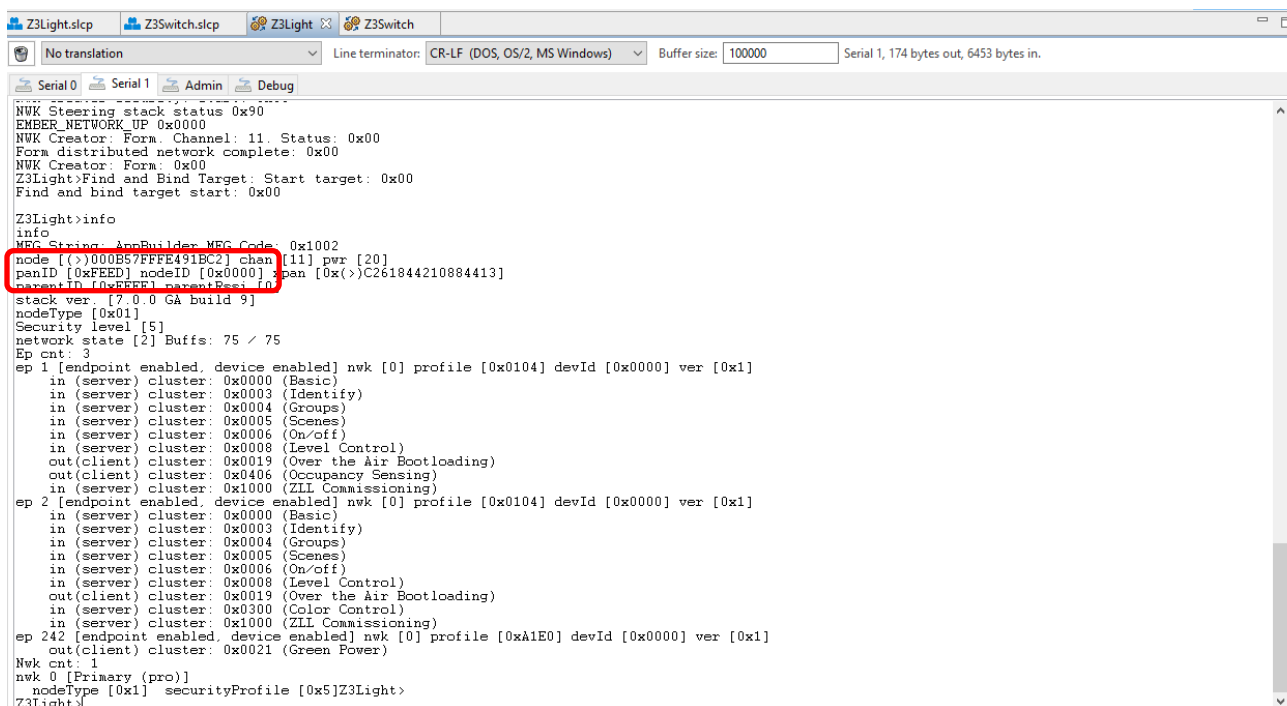 Z3Light.slcp Z3Switch.slcp Z3Light Z3Switch
No translation Line terminator: CR-LF (DOS, OS/2, MS Windows) Buffer size: 100000 Serial 1, 174 bytes out, 6453 bytes in.
Serial 0 Serial 1 Admin Debug
NWK Steering stack status 0x90
EMBER_NETWORK_UP 0x0000
NWK Creator: Form. Channel: 11. Status: 0x00
Form distributed network complete: 0x00
NWK Creator: Form: 0x00
Z3Light>Find and Bind Target: Start target: 0x00
Find and bind target start: 0x00
Z3Light>info
info
MFG String: AppBuilder MFG Code: 0x1002
node [(>)000B57FFFE491BC2] chan [11] pwr [20]
panID [0xFEED] nodeID [0x0000] xpan [0x(>)C261844210884413]
parentID [0xFFFF] parentRssi [0]
stack ver. [7.0.0 GA build 9]
nodeType [0x01]
Security level [5]
network state [2] Buffs: 75 / 75
Ep cnt: 3
ep 1 [endpoint enabled, device enabled] nwk [0] profile [0x0104] devId [0x0000] ver [0x1]
in (server) cluster: 0x0000 (Basic)
in (server) cluster: 0x0003 (Identify)
in (server) cluster: 0x0004 (Groups)
in (server) cluster: 0x0005 (Scenes)
in (server) cluster: 0x0006 (On/off)
in (server) cluster: 0x0008 (Level Control)
out(client) cluster: 0x0019 (Over the Air Bootloading)
out(client) cluster: 0x0406 (Occupancy Sensing)
in (server) cluster: 0x1000 (ZLL Commissioning)
ep 2 [endpoint enabled, device enabled] nwk [0] profile [0x0104] devId [0x0000] ver [0x1]
in (server) cluster: 0x0000 (Basic)
in (server) cluster: 0x0003 (Identify)
in (server) cluster: 0x0004 (Groups)
in (server) cluster: 0x0005 (Scenes)
in (server) cluster: 0x0006 (On/off)
in (server) cluster: 0x0008 (Level Control)
out(client) cluster: 0x0019 (Over the Air Bootloading)
in (server) cluster: 0x0300 (Color Control)
in (server) cluster: 0x1000 (ZLL Commissioning)
ep 242 [endpoint enabled, device enabled] nwk [0] profile [0xA1E0] devId [0x0000] ver [0x1]
out(client) cluster: 0x0021 (Green Power)
Nwk cnt: 1
nwk 0 [Primary (pro)]
nodeType [0x1] securityProfile [0x5]Z3Light>
Z3Light>